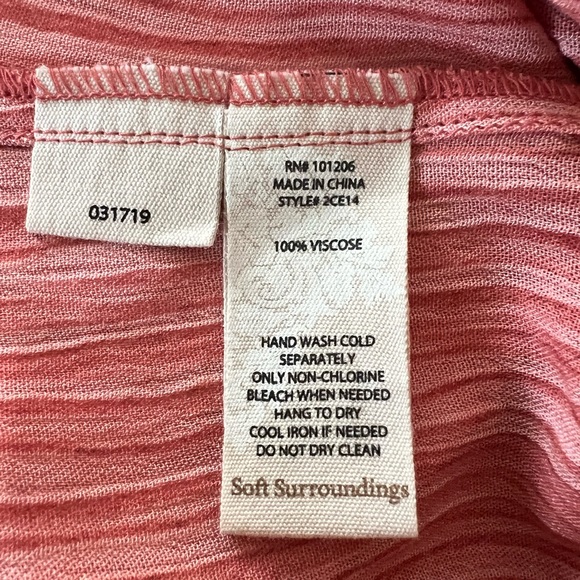 031719
RN# 101206
MADE IN CHINA
STYLE# 2CE14
100% VISCOSE
HAND WASH COLD
SEPARATELY
ONLY NON-CHLORINE
BLEACH WHEN NEEDED
HANG TO DRY
COOL IRON IF NEEDED
DO NOT DRY CLEAN
Soft Surroundings